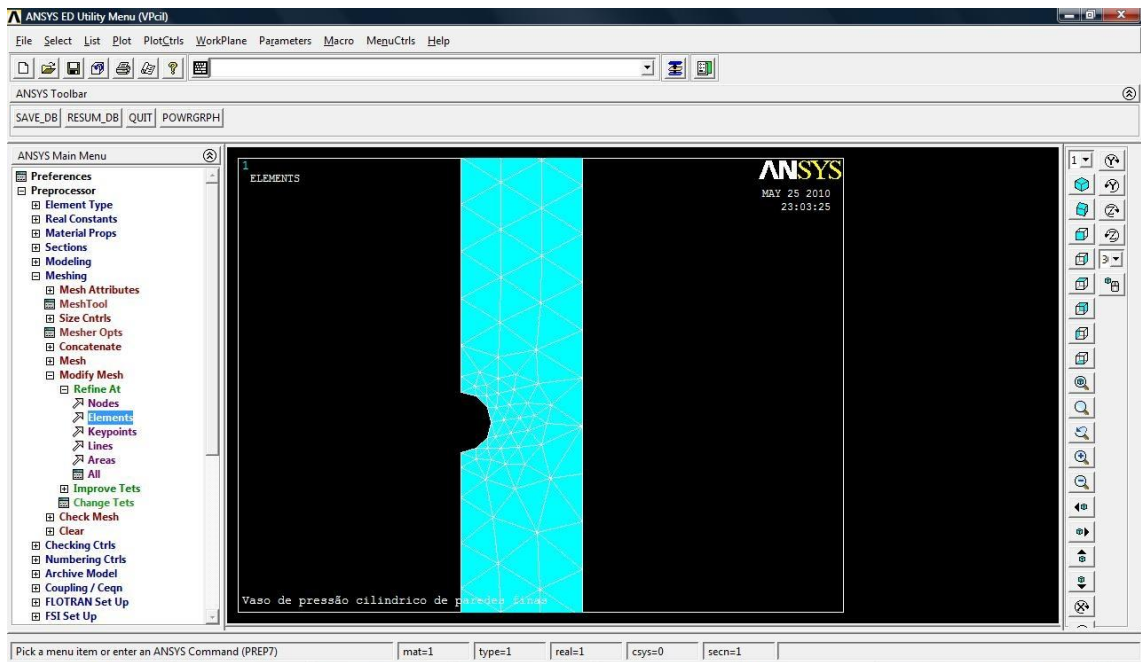 ANSYS ED Utility Menu (VPcil)
File Select List Plot PlotCtrls WorkPlane Parameters Macro MenuCtrls Help
ANSYS Toolbar
SAVE_DB RESUM_DB QUIT POWRGRPH
ANSYS Main Menu
Preferences
Preprocessor
Element Type
Real Constants
Material Props
Sections
Modeling
Meshing
Mesh Attributes
MeshTool
Size Cntrls
Mesher Opts
Concatenate
Mesh
Modify Mesh
Refine At
Nodes
Elements
Keypoints
Lines
Areas
All
Improve Tets
Change Tets
Check Mesh
Clear
Checking Ctrls
Numbering Ctrls
Archive Model
Coupling / Ceqn
FLOTRAN Set Up
FSI Set Up
1
ELEMENTS
ANSYS
MAY 25 2010
23:03:25
Vaso de pressão cilindrico de paredes finas
1
3
Pick a menu item or enter an ANSYS Command (PREP7)
mat=1
type=1
real=1
csys=0
secn=1